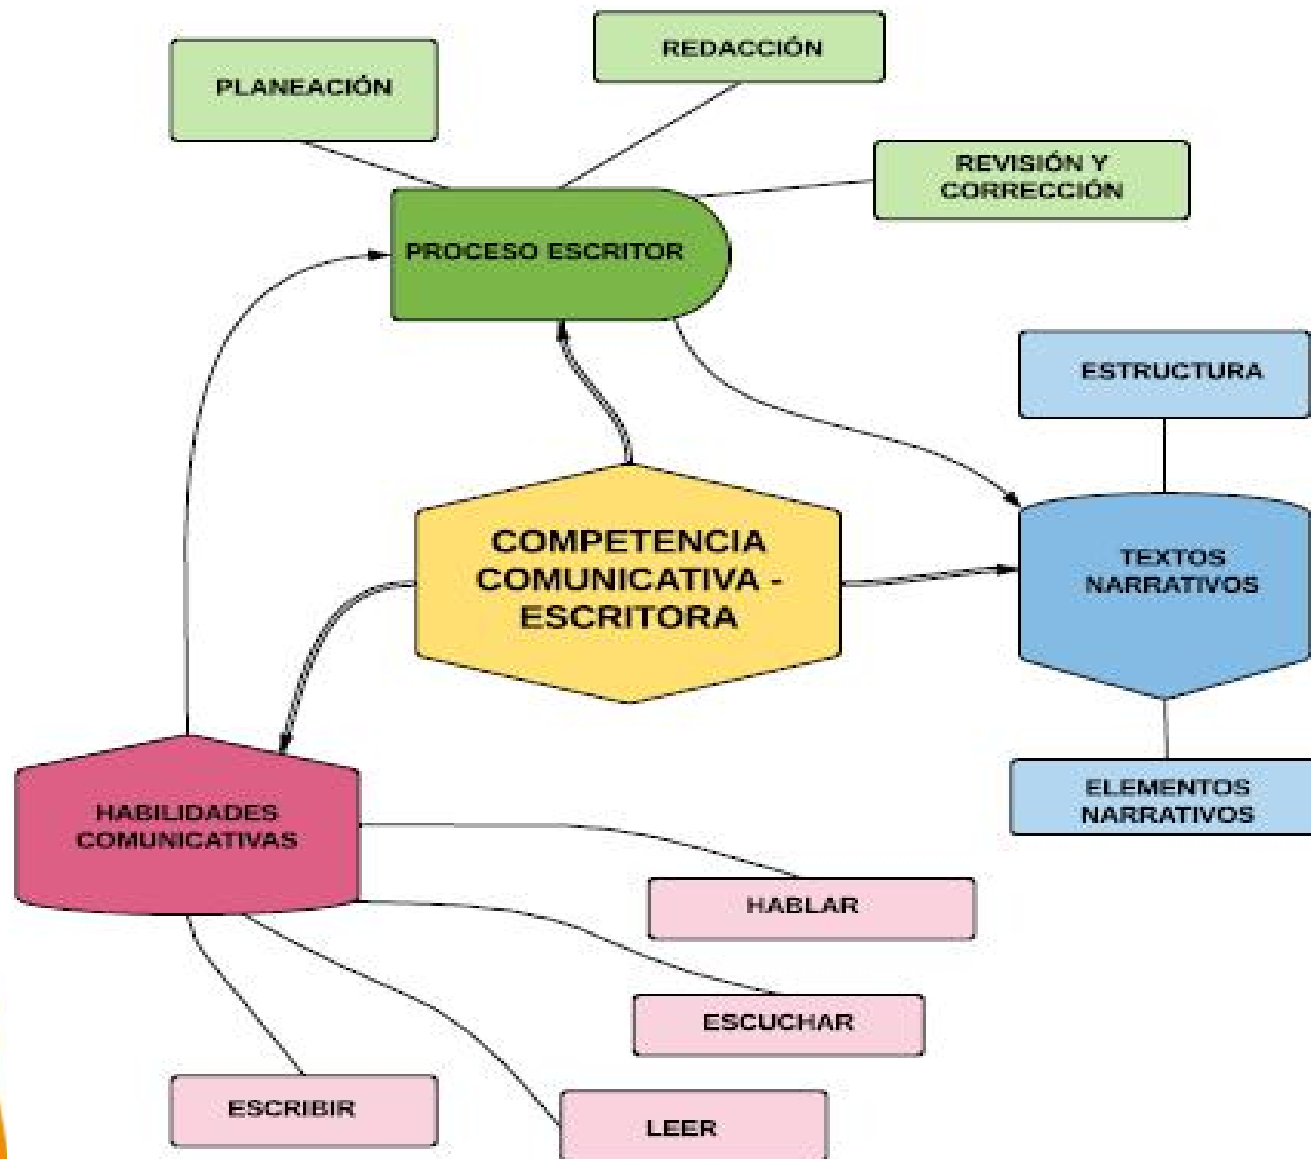 PLANEACIÓN
REDACCIÓN
REVISIÓN Y
CORRECCIÓN
PROCESO ESCRITOR
ESTRUCTURA
COMPETENCIA
COMUNICATIVA -
ESCRITORA
TEXTOS
NARRATIVOS
ELEMENTOS
NARRATIVOS
HABILIDADES
COMUNICATIVAS
HABLAR
ESCUCHAR
ESCRIBIR
LEER